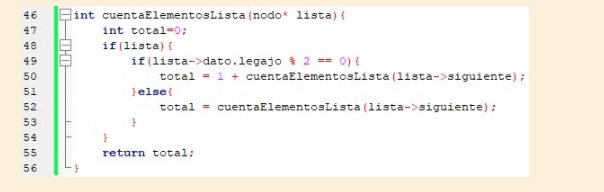 46 int cuentaElementosLista(nodo* lista){
47 int total=0;
48 if(lista){
49 if(lista->dato.legajo % 2 == 0){
50 total = 1 + cuentaElementosLista(lista->siguiente);
51 }else{
52 total = cuentaElementosLista(lista->siguiente);
53 }
54 }
55 return total;
56 }